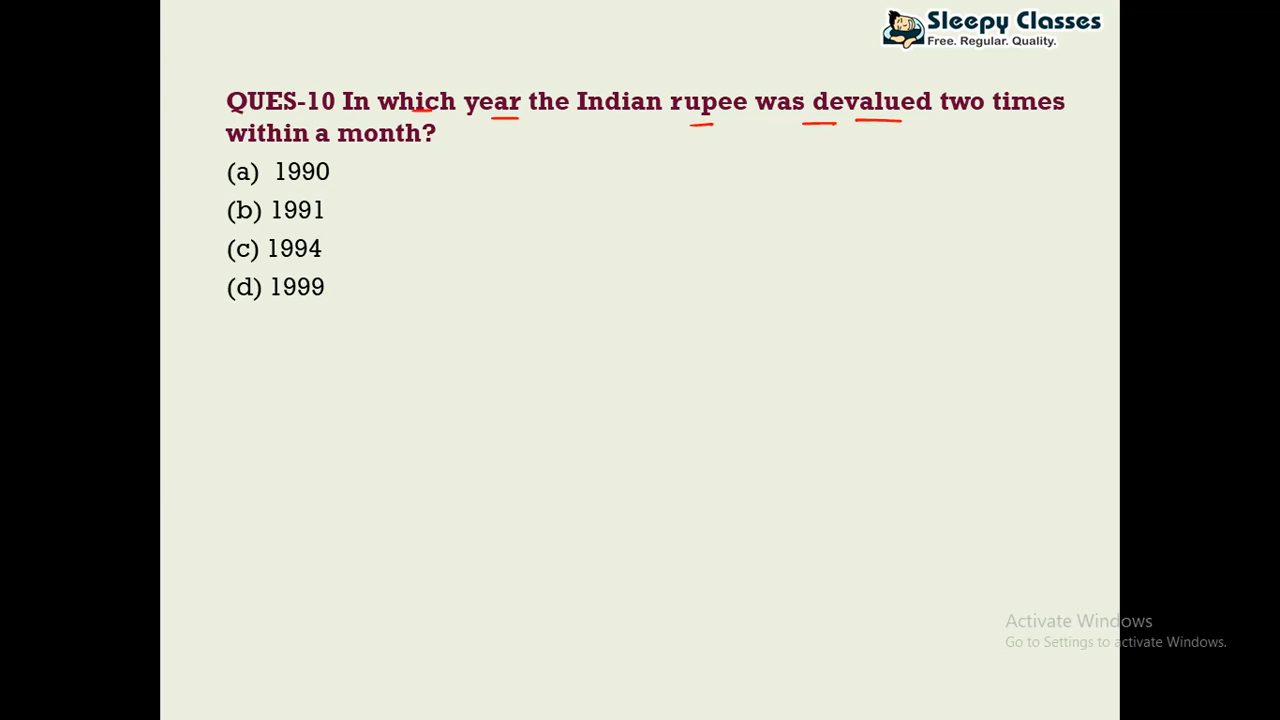 Sleepy Classes
Free. Regular. Quality.
QUES-10 In which year the Indian rupee was devalued two times
within a month?
(a) 1990
(b) 1991
(c) 1994
(d) 1999
Activate Windows
Go to Settings to activate Windows.